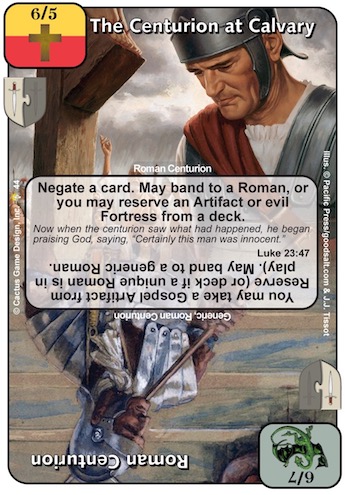 6/5
The Centurion at Calvary
Roman Centurion
Negate a card. May band to a Roman, or
you may reserve an Artifact or evil
Fortress from a deck.
Now when the centurion saw what had happened, he began
praising God, saying, “Certainly this man was innocent.”
Luke 23:47
You may take a Gospel Artifact from
Reserve (or deck if a unique Roman is in
play). May band to a generic Roman.
Generic, Roman Centurion
Roman Centurion
6/7
© Cactus Game Design, Inc.
44
Illus. © Pacific Press/goodsalt.com & J.J. Tissot